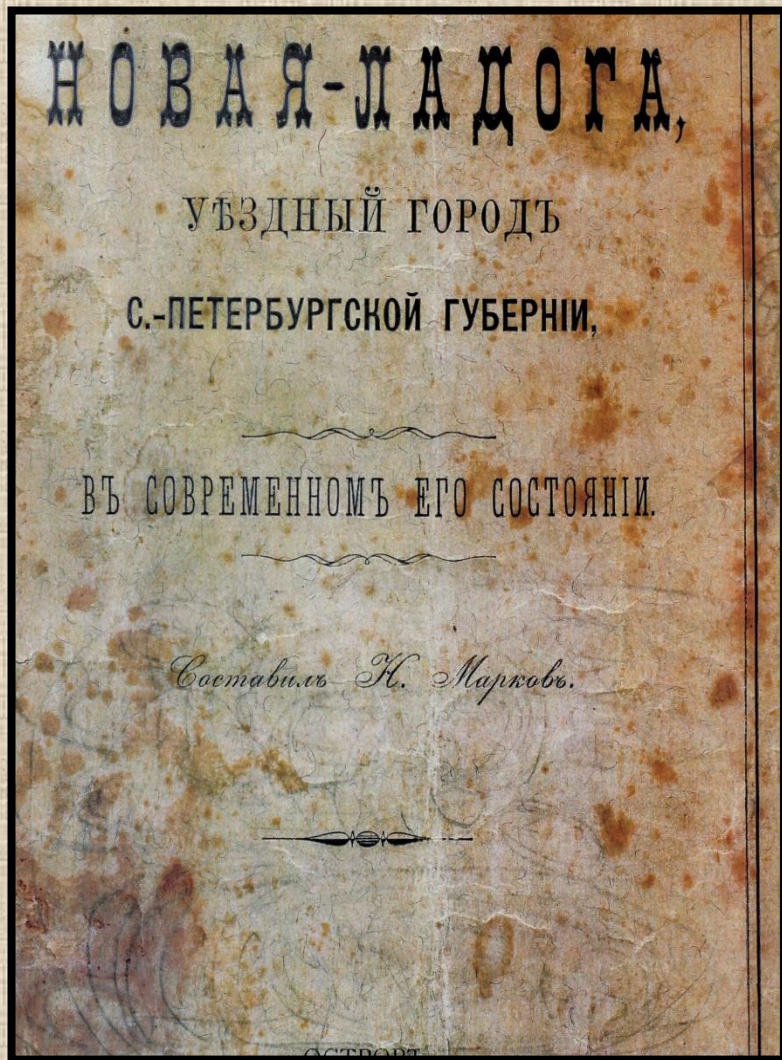 НОВАЯ-ЛАДОГА,
УѢЗДНЫЙ ГОРОДЪ
С.-ПЕТЕРБУРГСКОЙ ГУБЕРНІИ,
ВЪ СОВРЕМЕННОМЪ ЕГО СОСТОЯНІИ.
Составилъ Н. Марковъ.